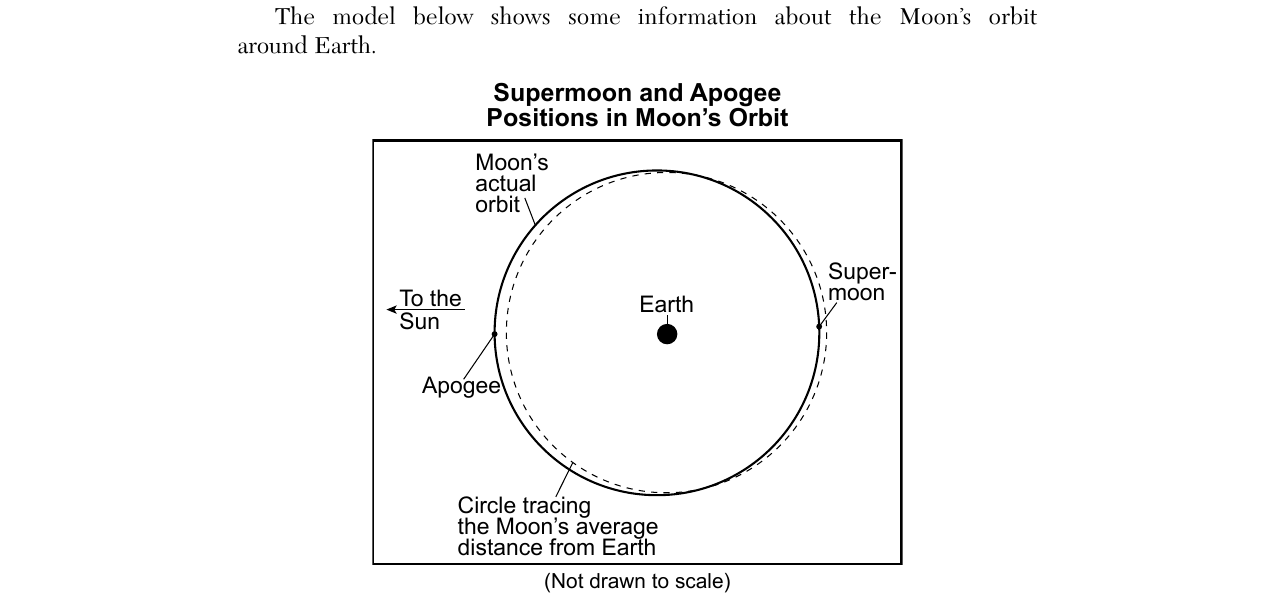 The model below shows some information about the Moon’s orbit
around Earth.
Supermoon and Apogee
Positions in Moon’s Orbit
Moon’s
actual
orbit
Super-
moon
To the
Sun
Earth
Apogee
Circle tracing
the Moon’s average
distance from Earth
(Not drawn to scale)